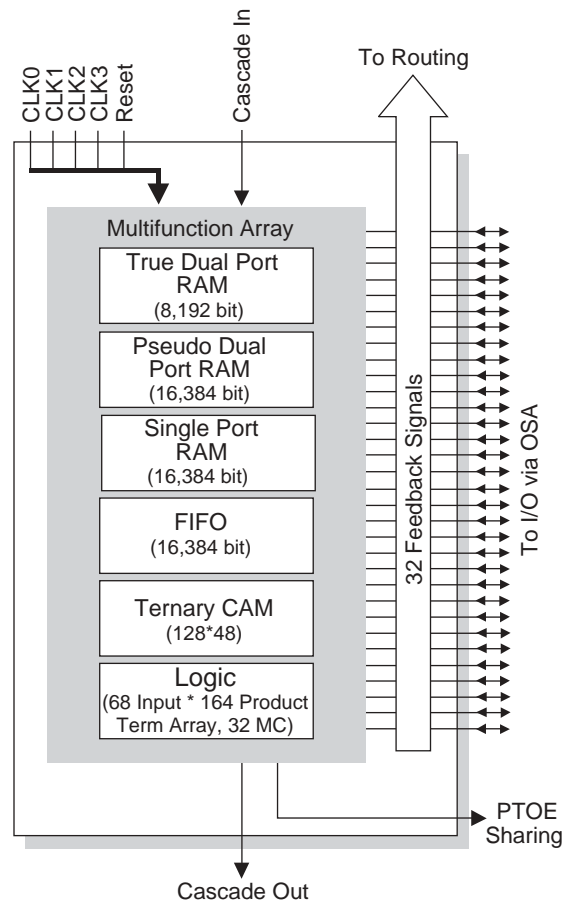 CLK0
CLK1
CLK2
CLK3
Reset
Cascade In
To Routing
Multifunction Array
True Dual Port
RAM
(8,192 bit)
Pseudo Dual
Port RAM
(16,384 bit)
Single Port
RAM
(16,384 bit)
FIFO
(16,384 bit)
Ternary CAM
(128*48)
Logic
(68 Input * 164 Product
Term Array, 32 MC)
32 Feedback Signals
To I/O via OSA
PTOE
Sharing
Cascade Out